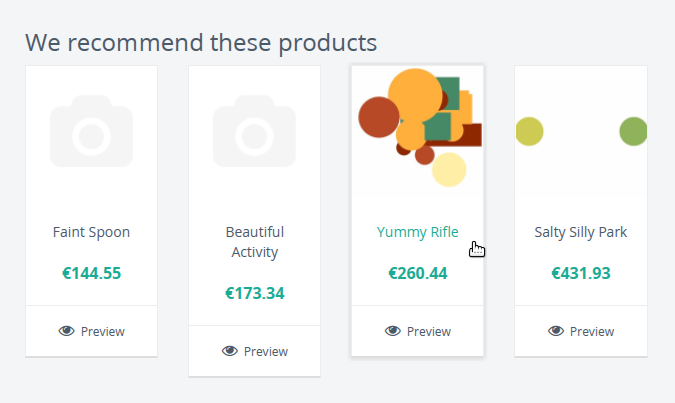 We recommend these products
Faint Spoon
€144.55
Preview
Beautiful
Activity
€173.34
Preview
Yummy Rifle
€260.44
Preview
Salty Silly Park
€431.93
Preview